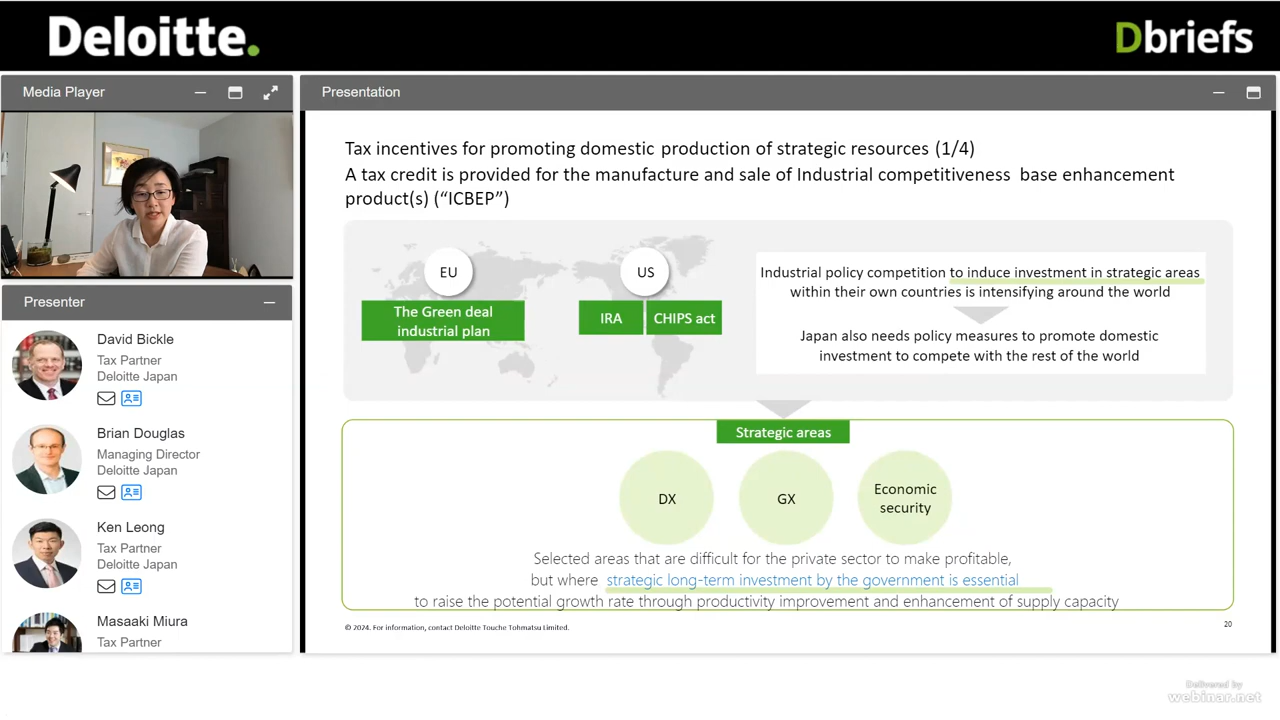 Deloitte.
Dbriefs
Media Player
Presenter
David Bickle
Tax Partner
Deloitte Japan
Brian Douglas
Managing Director
Deloitte Japan
Ken Leong
Tax Partner
Deloitte Japan
Masaaki Miura
Tax Partner
Presentation
Tax incentives for promoting domestic production of strategic resources (1/4)
A tax credit is provided for the manufacture and sale of Industrial competitiveness base enhancement
product(s) (“ICBEP”)
EU
The Green deal
industrial plan
US
IRA
CHIPS act
Industrial policy competition to induce investment in strategic areas
within their own countries is intensifying around the world
Japan also needs policy measures to promote domestic
investment to compete with the rest of the world
Strategic areas
DX
GX
Economic
security
Selected areas that are difficult for the private sector to make profitable,
but where strategic long-term investment by the government is essential
to raise the potential growth rate through productivity improvement and enhancement of supply capacity
© 2024. For information, contact Deloitte Touche Tohmatsu Limited.
20
Delivered by
webinar.net